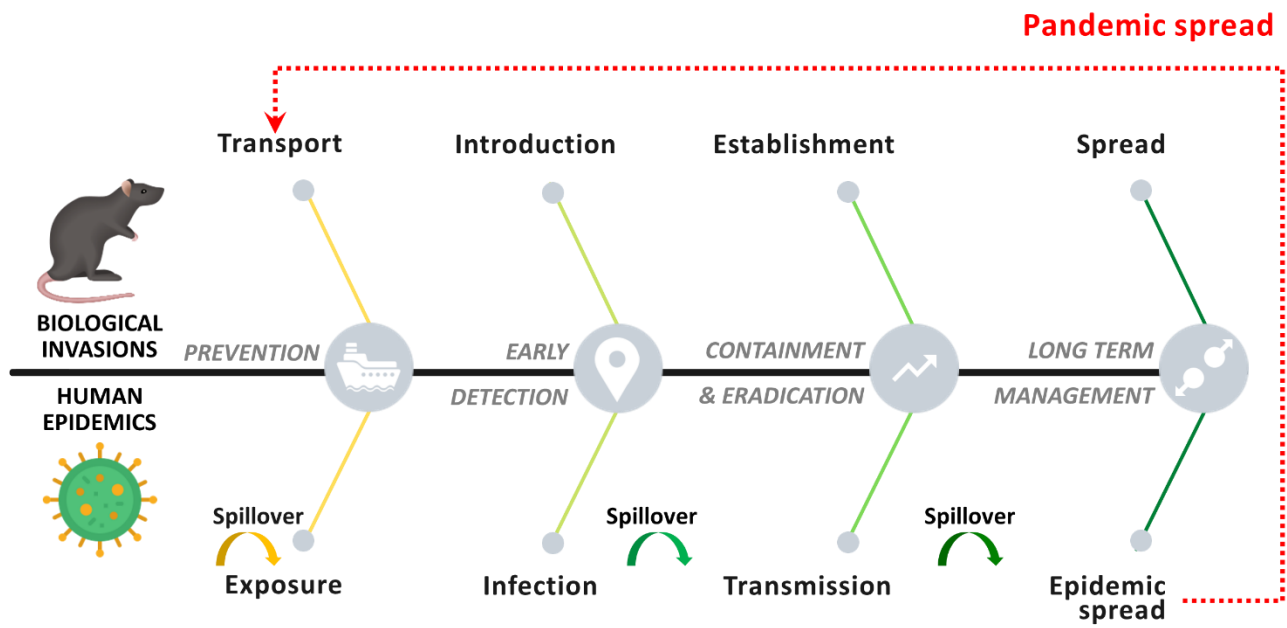 Pandemic spread
Transport
Introduction
Establishment
Spread
BIOLOGICAL
INVASIONS
PREVENTION
EARLY
CONTAINMENT
LONG TERM
HUMAN
EPIDEMICS
DETECTION
& ERADICATION
MANAGEMENT
Spillover
Spillover
Spillover
Exposure
Infection
Transmission
Epidemic
spread